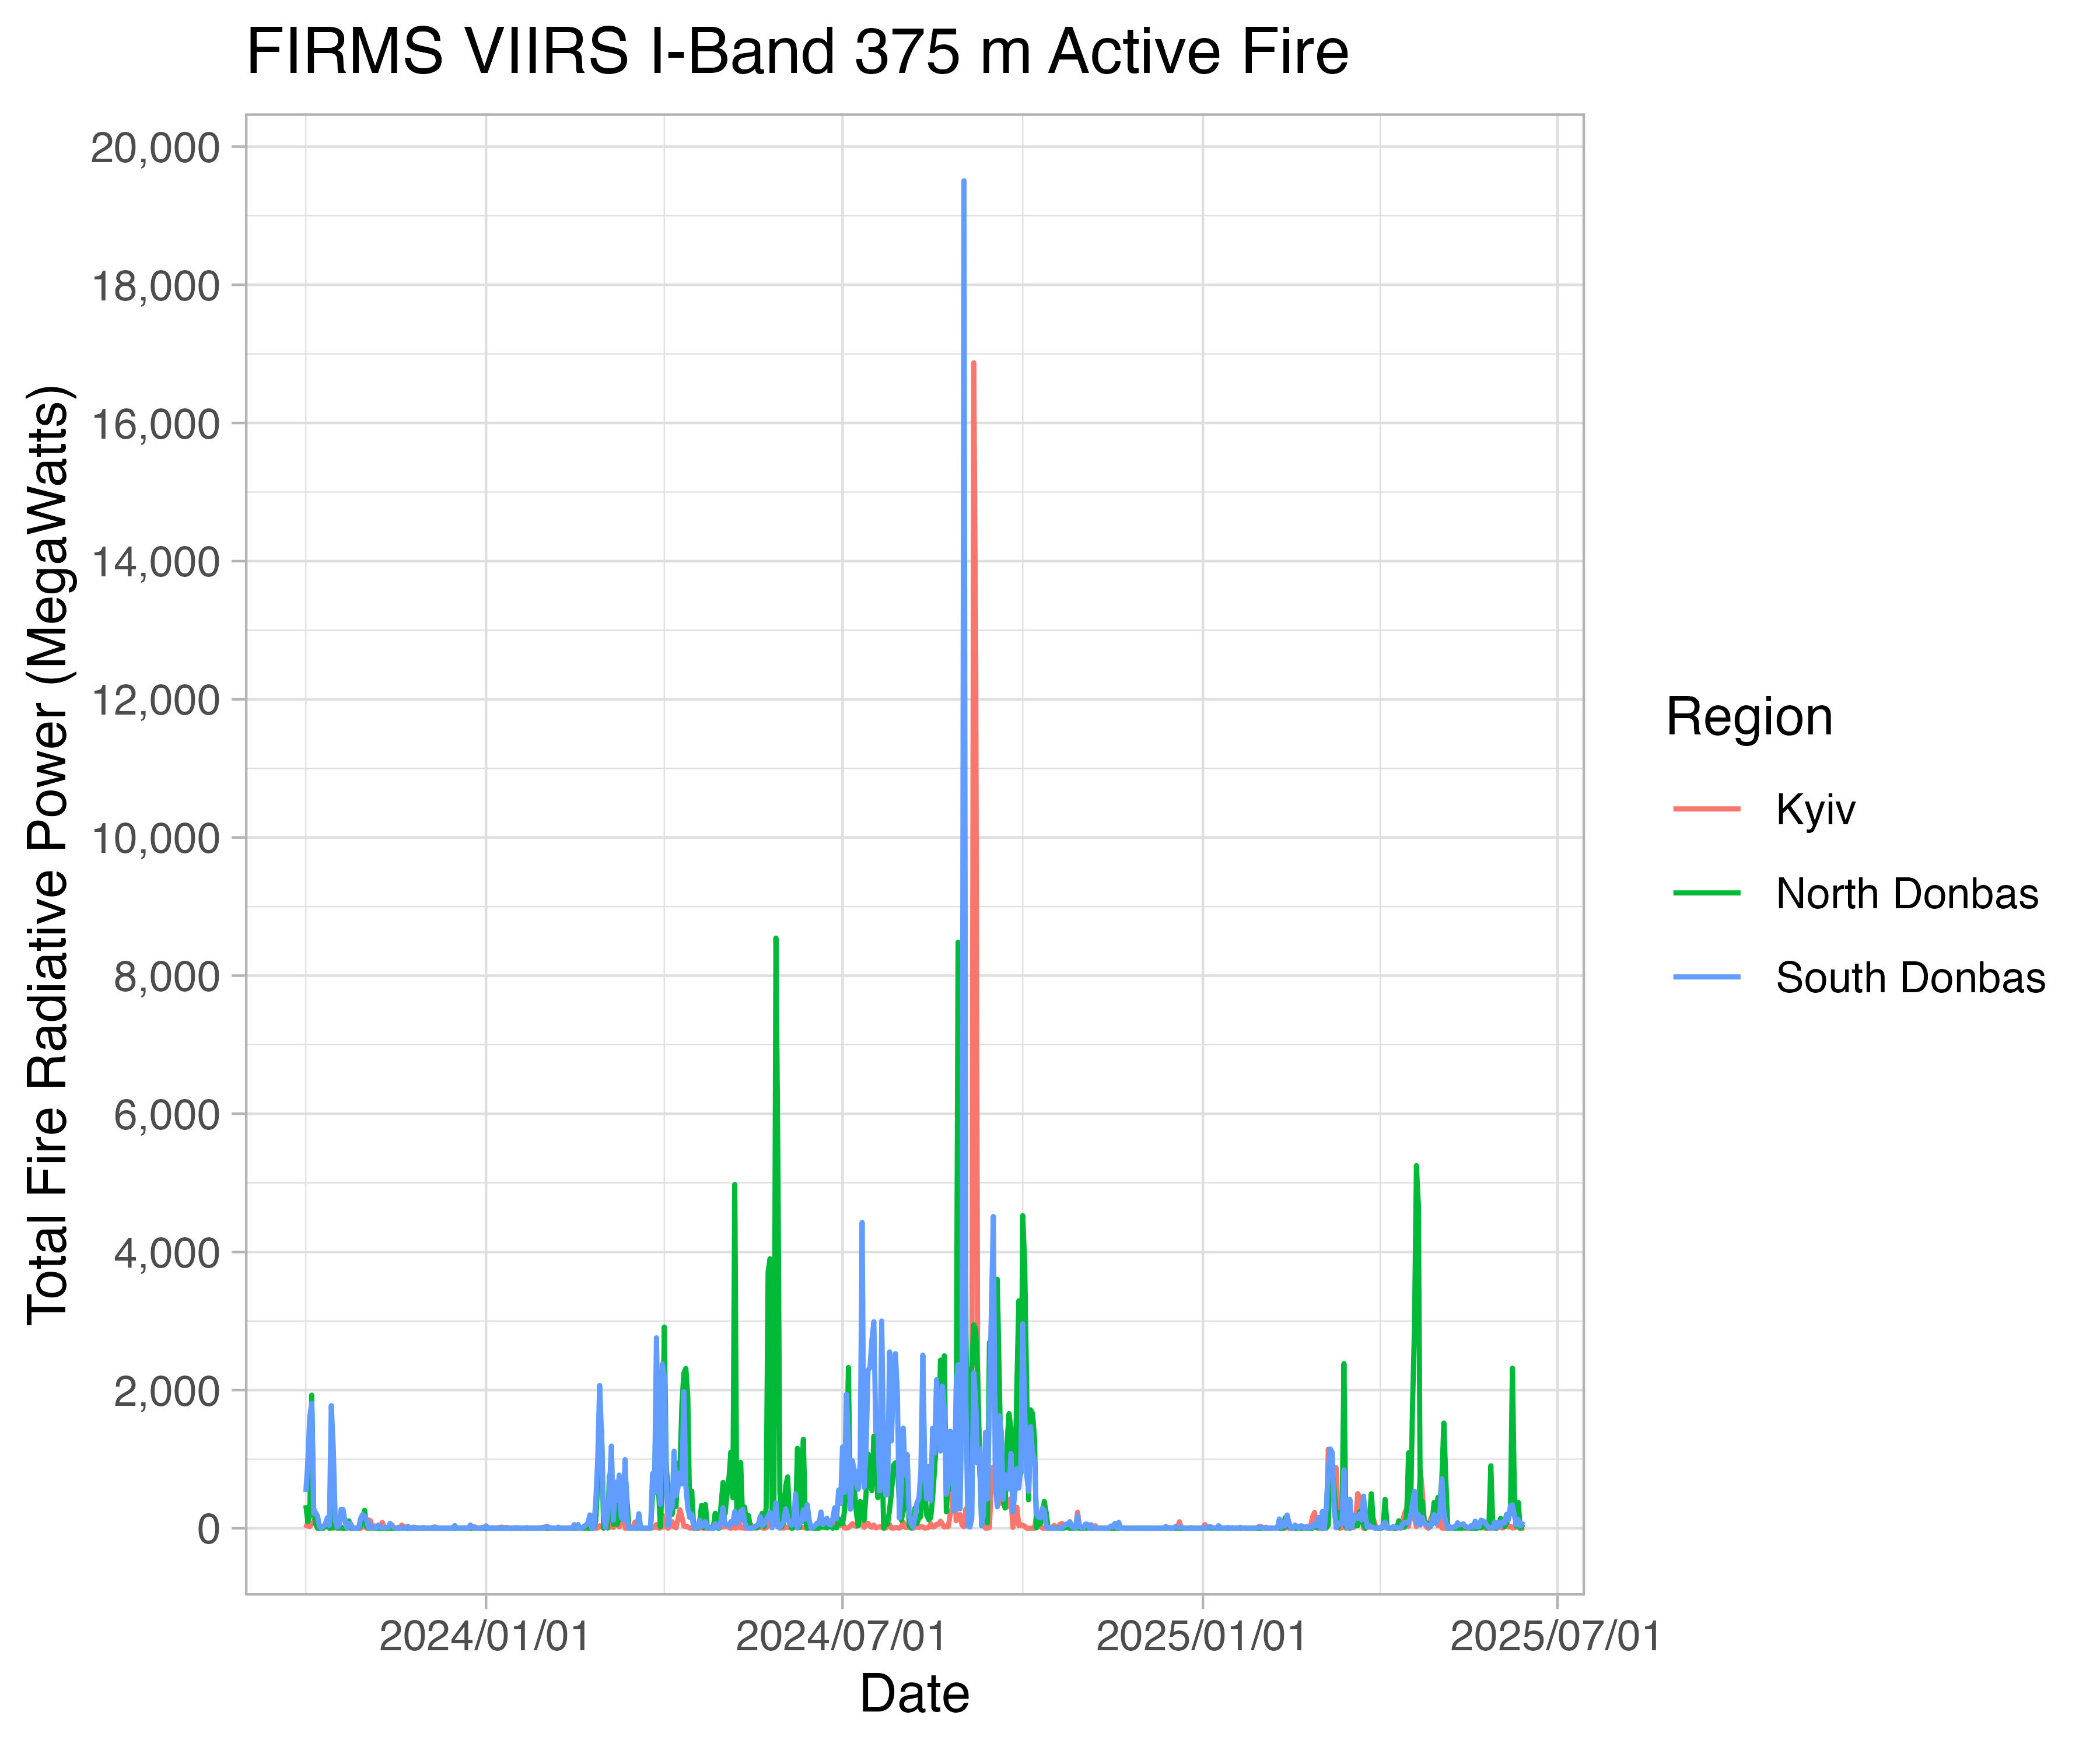 FIRMS VIIRS I-Band 375 m Active Fire
Total Fire Radiative Power (MegaWatts)
20,000
18,000
16,000
14,000
12,000
10,000
8,000
6,000
4,000
2,000
0
2024/01/01
2024/07/01
2025/01/01
2025/07/01
Date
Region
Kyiv
North Donbas
South Donbas